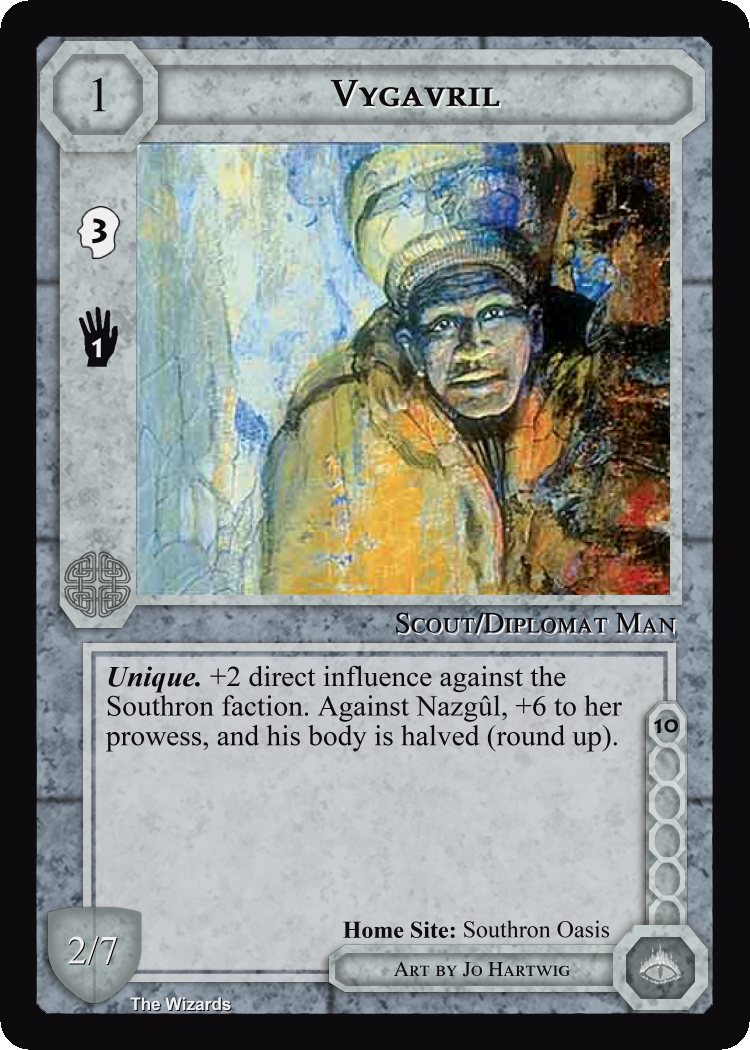 1
Vygavril
3
1
Scout/Diplomat Man
Unique. +2 direct influence against the
Southron faction. Against Nazgûl, +6 to her
prowess, and his body is halved (round up).
10
Home Site: Southron Oasis
2/7
Art by Jo Hartwig
The Wizards